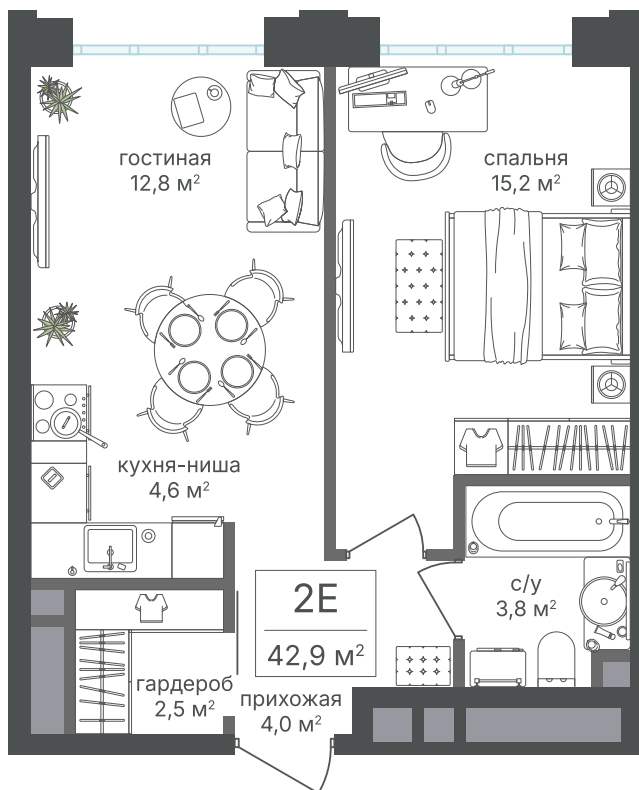 гостиная
12,8 м²
спальня
15,2 м²
кухня-ниша
4,6 м²
2Е
42,9 м²
с/у
3,8 м²
гардероб
2,5 м²
прихожая
4,0 м²